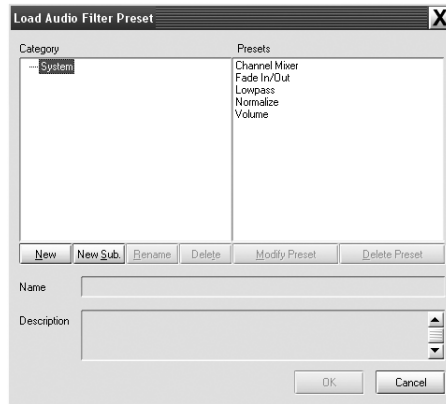 Load Audio Filter Preset X
Category Presets
System
Channel Mixer
Fade In/Out
Lowpass
Normalize
Volume
New New Sub. Rename Delete Modify Preset Delete Preset
Name
Description
OK Cancel